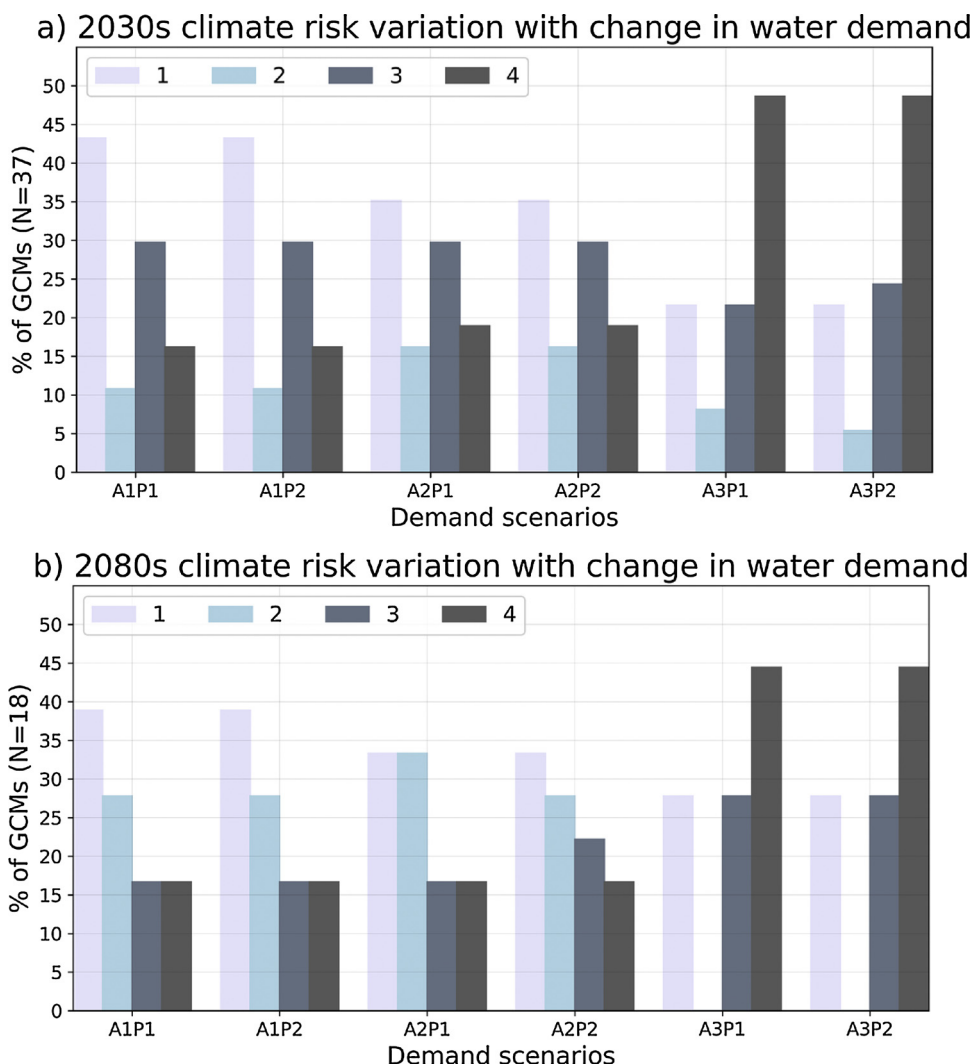 a) 2030s climate risk variation with change in water demand
1 2 3 4
50
45
40
35
30
25
20
15
10
5
0
% of GCMs (N=37)
A1P1 A1P2 A2P1 A2P2 A3P1 A3P2
Demand scenarios
b) 2080s climate risk variation with change in water demand
1 2 3 4
50
45
40
35
30
25
20
15
10
5
0
% of GCMs (N=18)
A1P1 A1P2 A2P1 A2P2 A3P1 A3P2
Demand scenarios